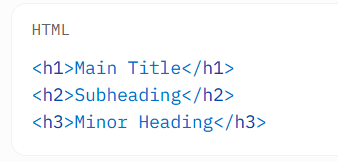 HTML
<h1>Main Title</h1>
<h2>Subheading</h2>
<h3>Minor Heading</h3>